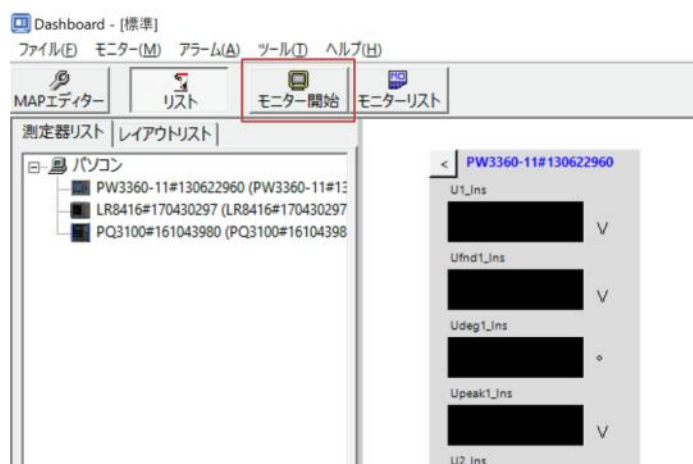 Dashboard - [標準]
ファイル(F) モニター(M) アラーム(A) ツール(T) ヘルプ(H)
MAPエディター リスト モニター開始 モニターリスト
測定器リスト レイアウトリスト
パソコン
PW3360-11#130622960 (PW3360-11#13
LR8416#170430297 (LR8416#170430297
PQ3100#161043980 (PQ3100#16104398
< PW3360-11#130622960
U1_Ins
V
Ufnd1_Ins
V
Udeg1_Ins
°
Upeak1_Ins
V
U2_Ins